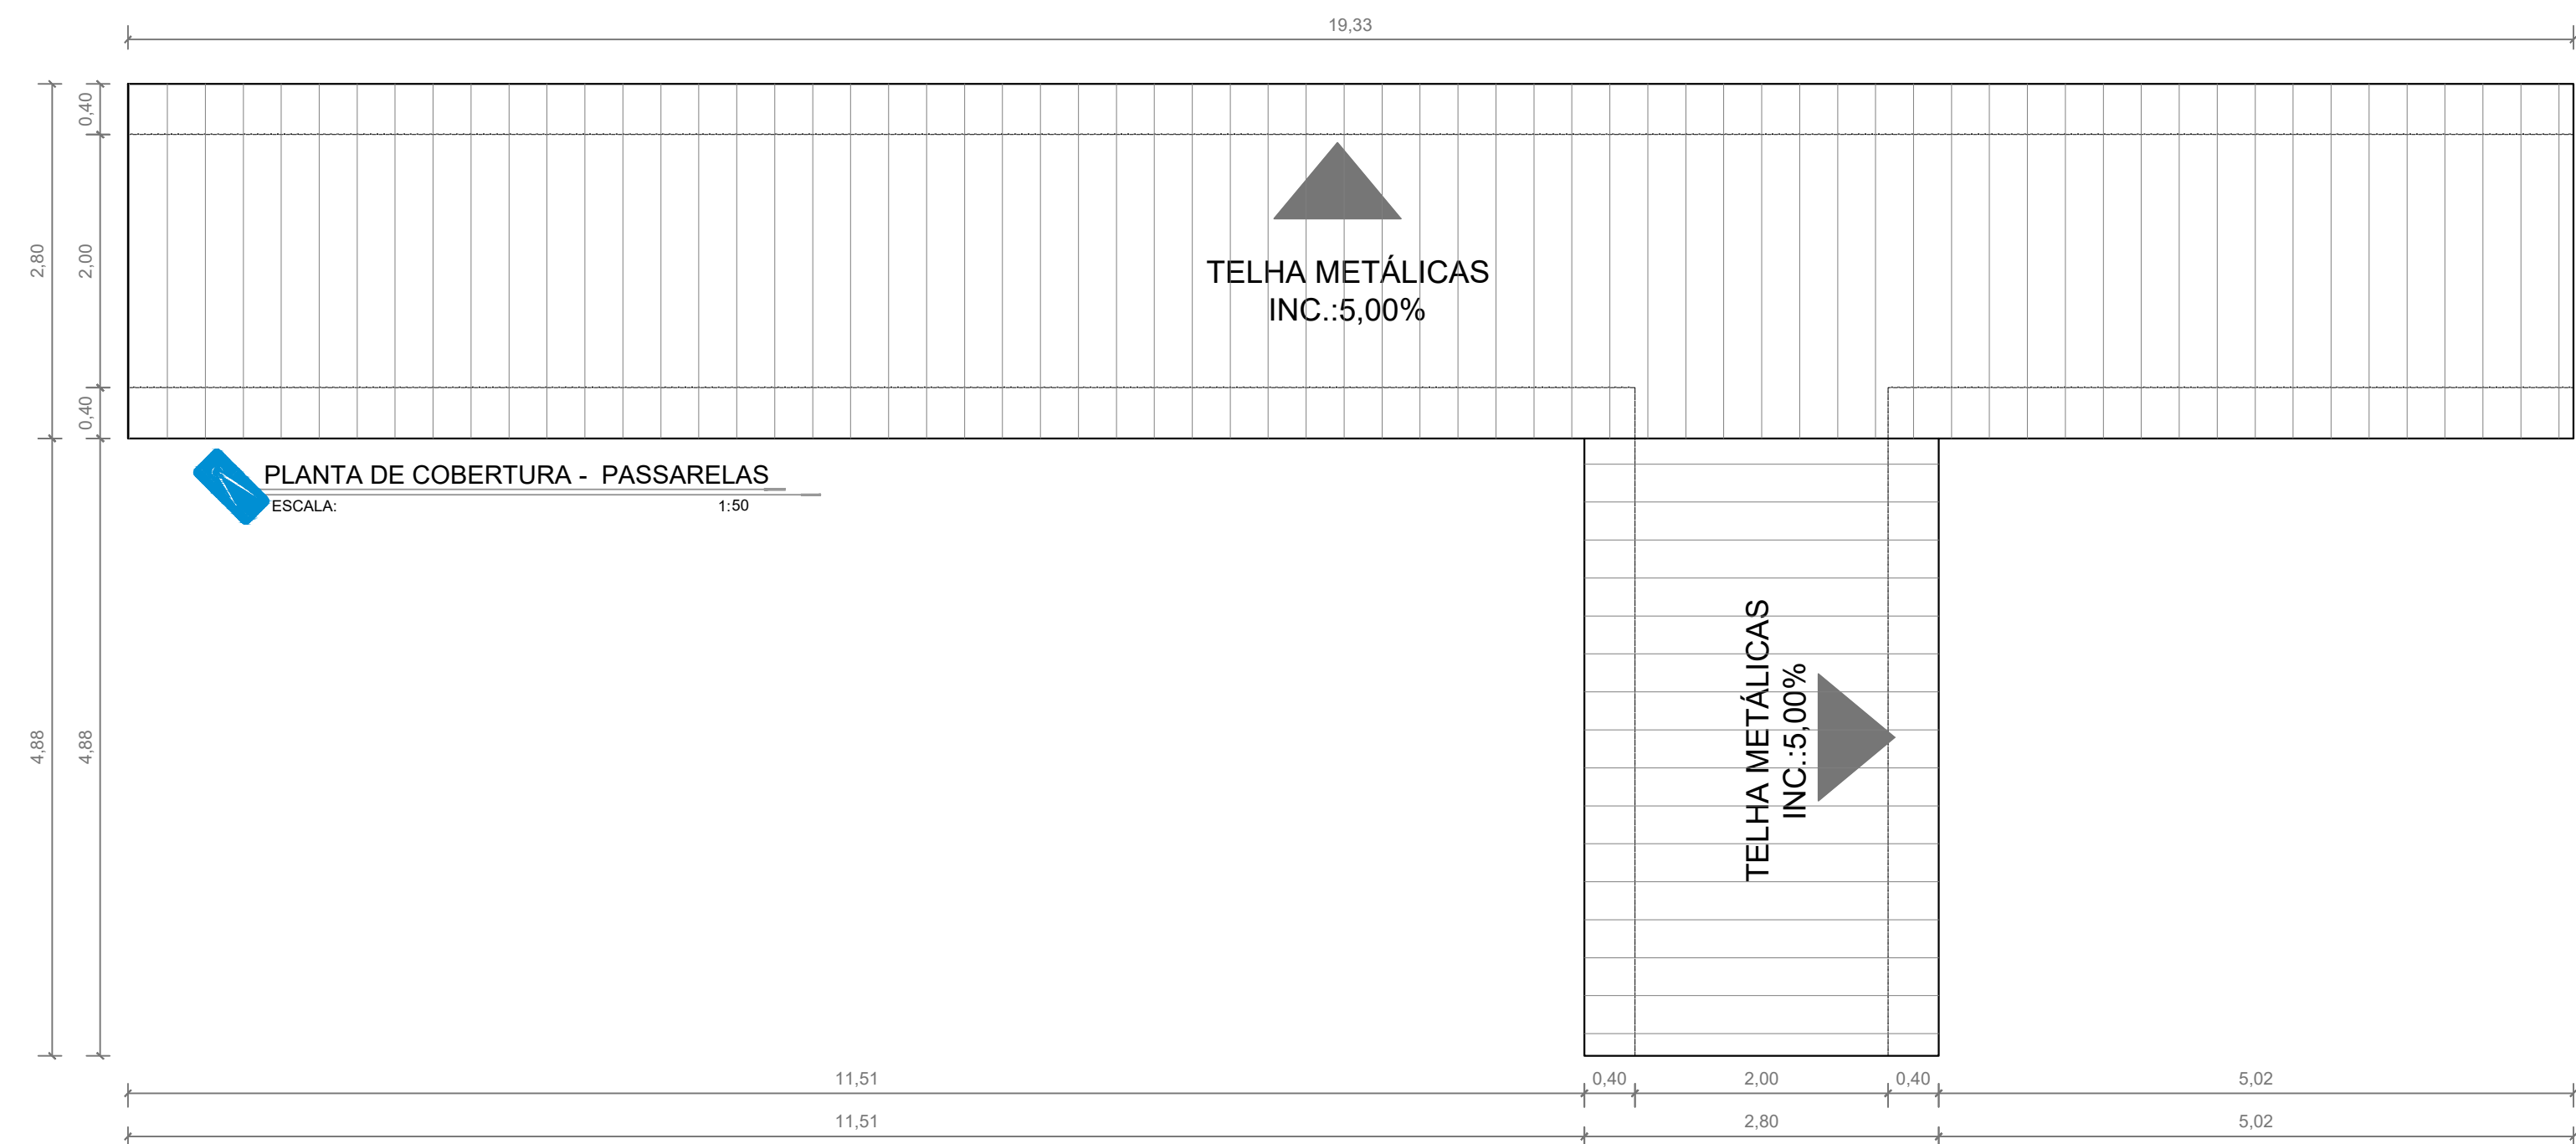 19,33
0,40
2,80
2,00
0,40
TELHA METÁLICAS
INC.:5,00%
PLANTA DE COBERTURA - PASSARELAS
ESCALA: 1:50
4,88
4,88
TELHA METÁLICAS
INC.:5,00%
11,51 0,40 2,00 0,40 5,02
11,51 2,80 5,02